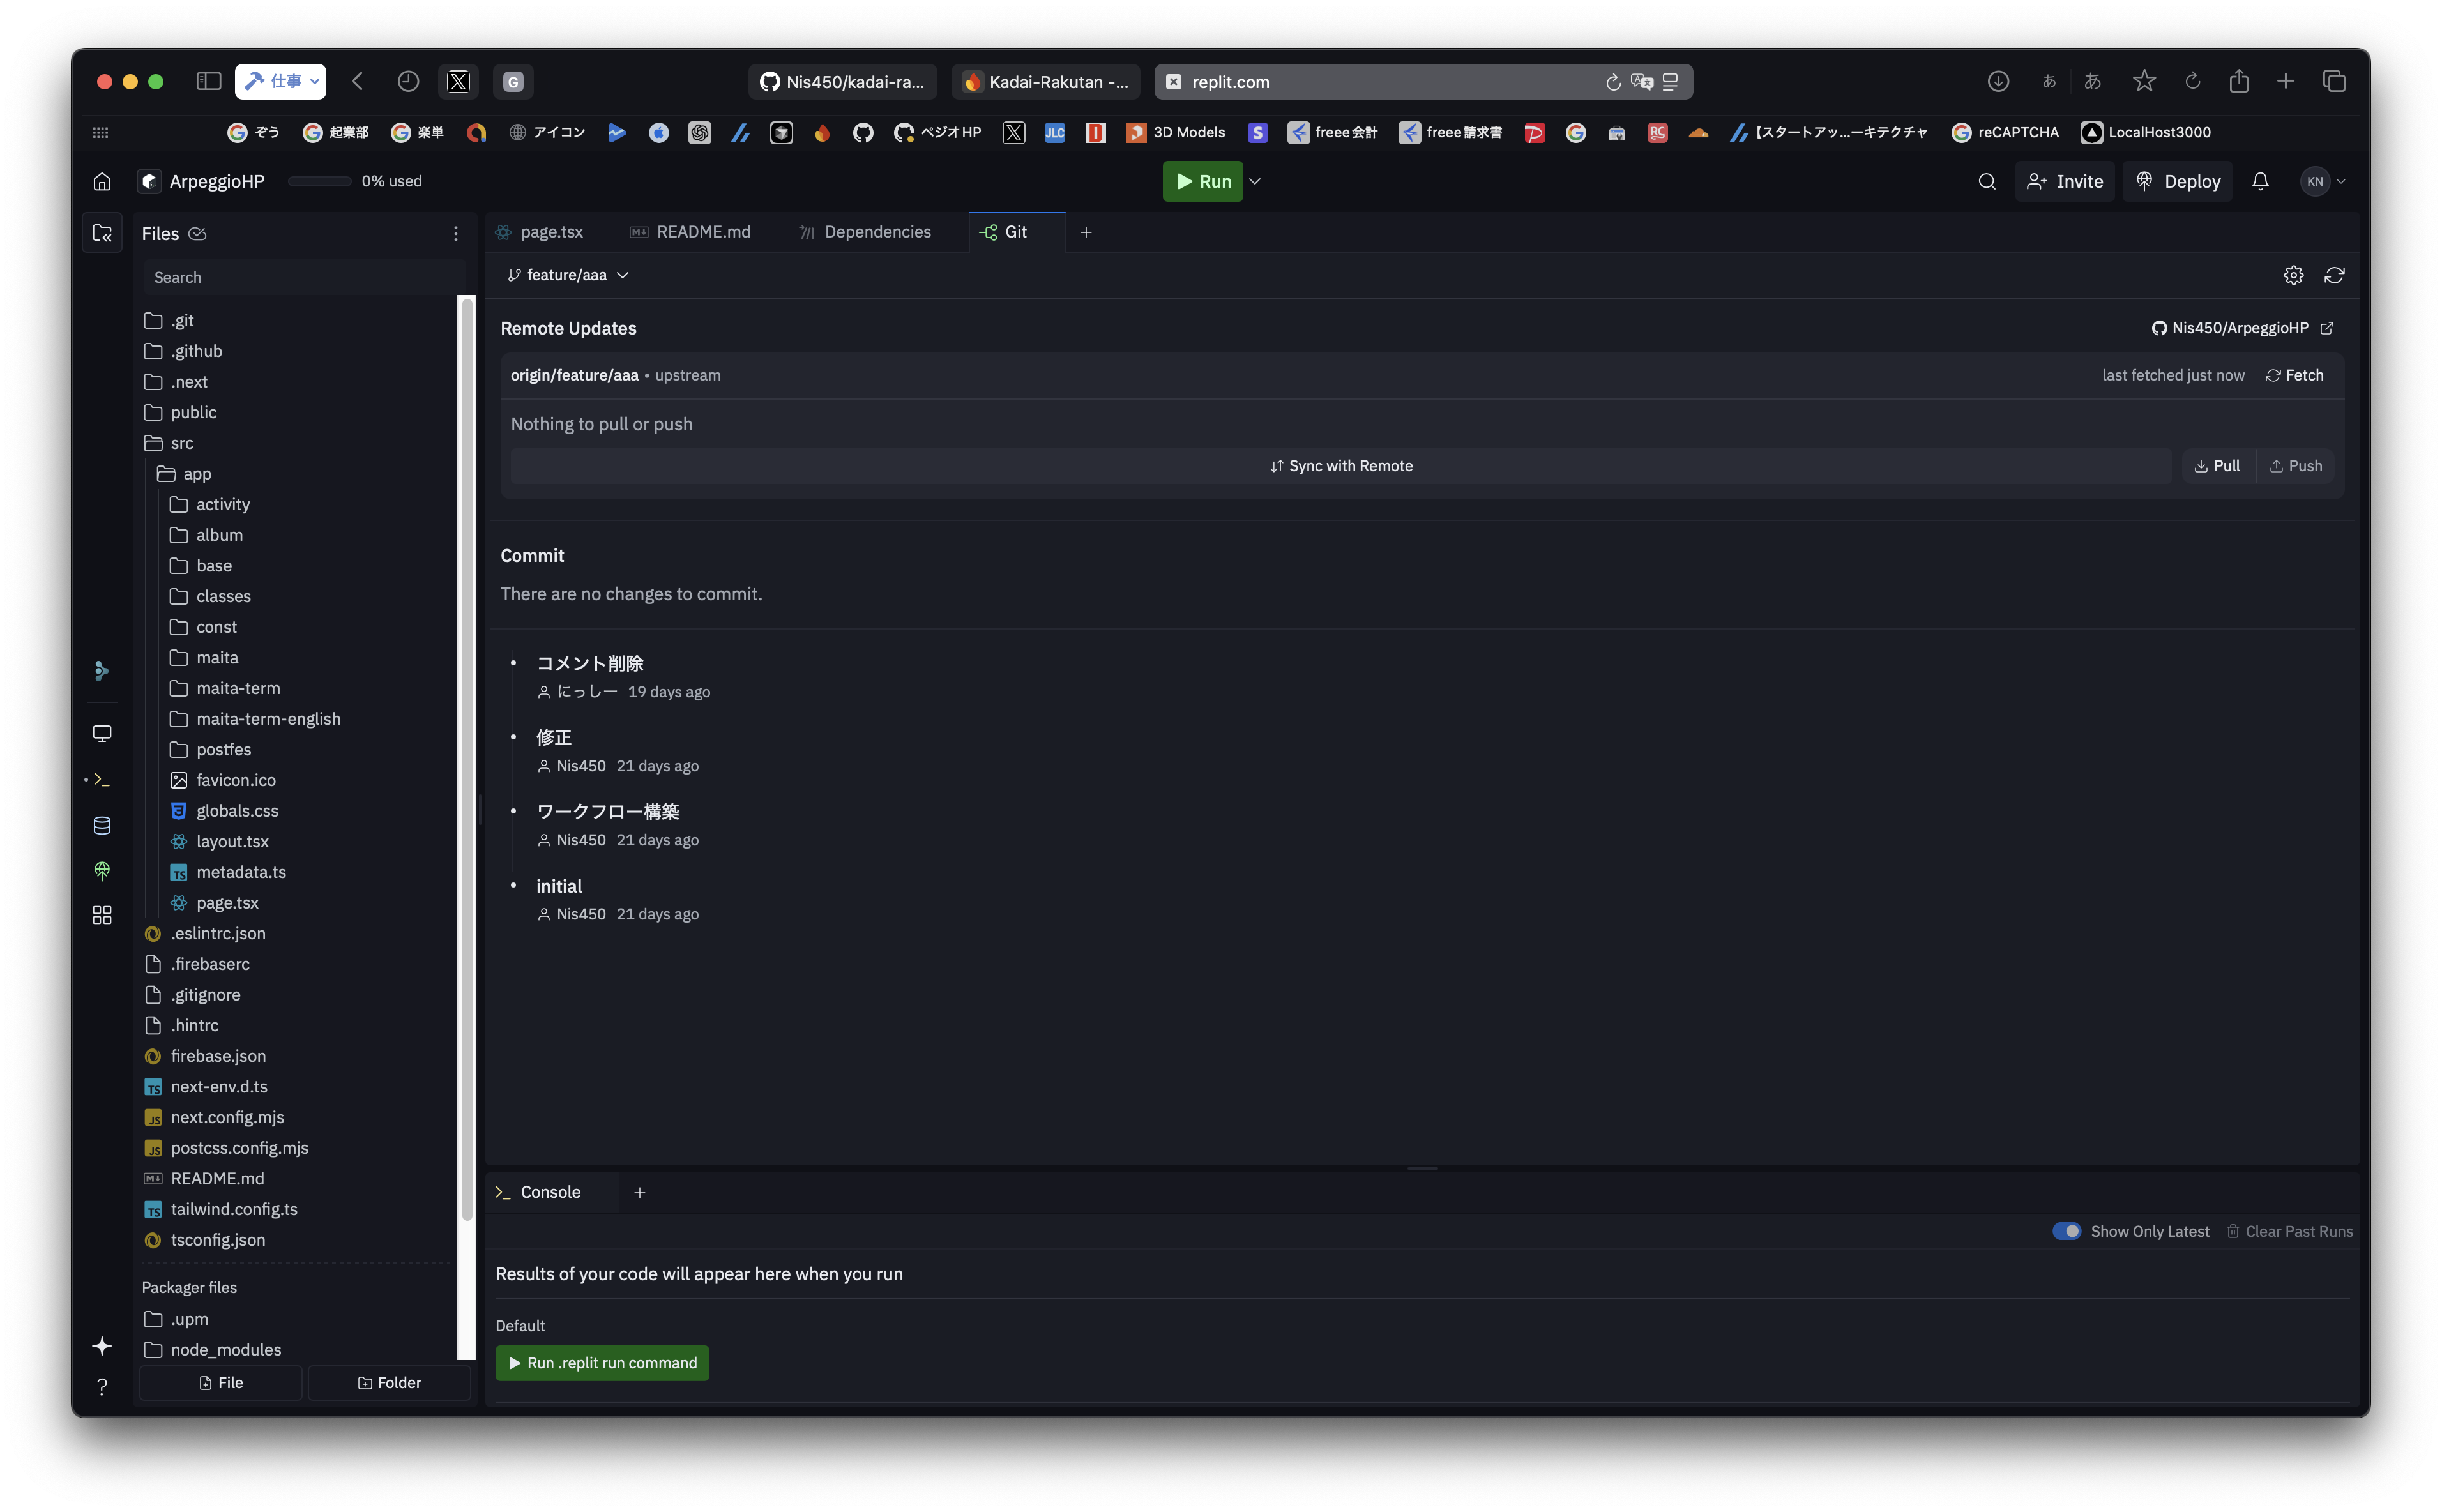 仕事
G
Nis450/kadai-ra...
Kadai-Rakutan -...
replit.com
あ
あ
ぞう
起業部
楽単
アイコン
ペジオHP
JLC
3D Models
S
freee会計
freee請求書
RC
【スタートアッ...ーキテクチャ
reCAPTCHA
LocalHost3000
ArpeggioHP
0% used
Run
Invite
Deploy
KN
Files
page.tsx
README.md
Dependencies
Git
Search
feature/aaa
.git
.github
.next
public
src
app
activity
album
base
classes
const
maita
maita-term
maita-term-english
postfes
favicon.ico
globals.css
layout.tsx
metadata.ts
page.tsx
.eslintrc.json
.firebaserc
.gitignore
.hintrc
firebase.json
next-env.d.ts
next.config.mjs
postcss.config.mjs
README.md
tailwind.config.ts
tsconfig.json
Packager files
.upm
node_modules
File
Folder
Remote Updates
Nis450/ArpeggioHP
origin/feature/aaa • upstream
last fetched just now
Fetch
Nothing to pull or push
Sync with Remote
Pull
Push
Commit
There are no changes to commit.
コメント削除
にっしー 19 days ago
修正
Nis450 21 days ago
ワークフロー構築
Nis450 21 days ago
initial
Nis450 21 days ago
Console
Show Only Latest
Clear Past Runs
Results of your code will appear here when you run
Default
Run .replit run command